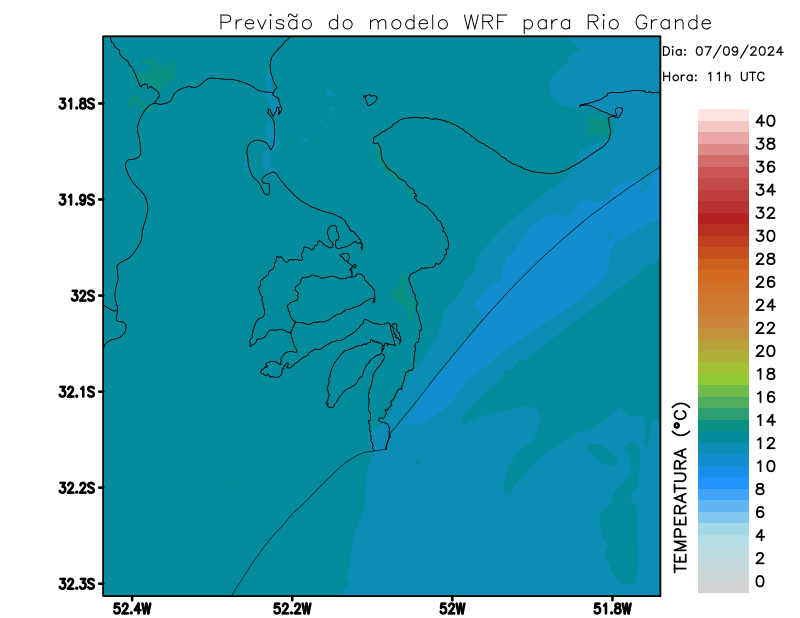 Previsão do modelo WRF para Rio Grande
Dia: 07/09/2024
Hora: 11h UTC
31.8S
31.9S
32S
32.1S
32.2S
32.3S
52.4W
52.2W
52W
51.8W
TEMPERATURA (°C)
40
38
36
34
32
30
28
26
24
22
20
18
16
14
12
10
8
6
4
2
0